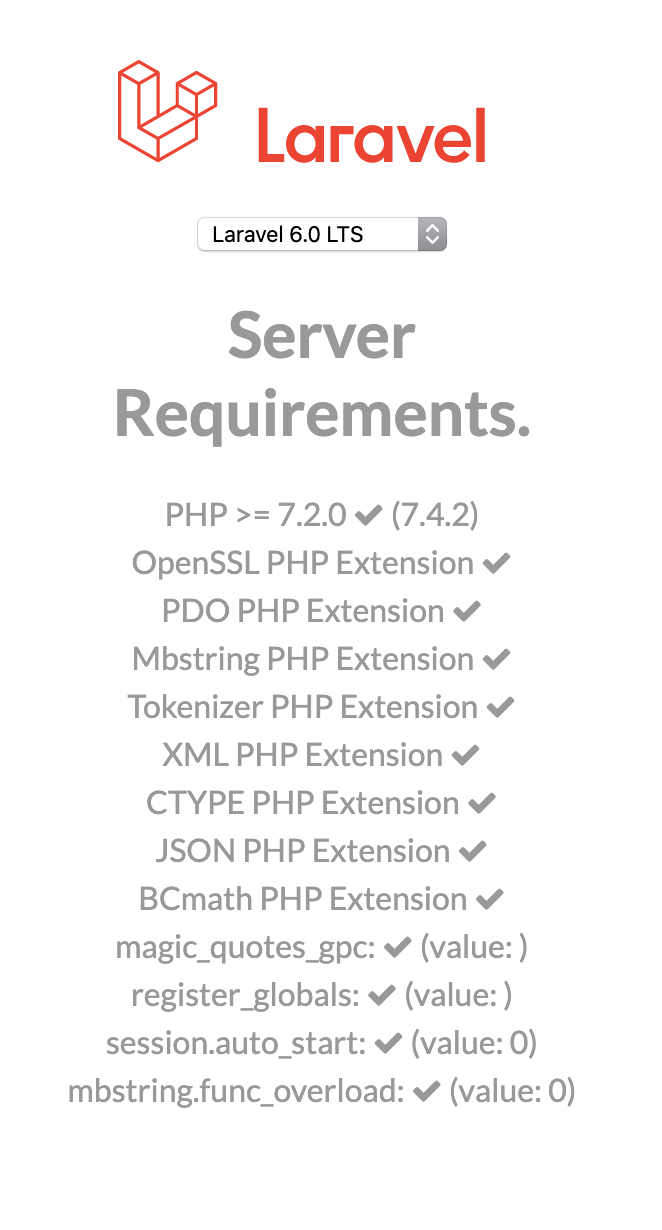 Laravel
Laravel 6.0 LTS
Server
Requirements.
PHP >= 7.2.0 ✔ (7.4.2)
OpenSSL PHP Extension ✔
PDO PHP Extension ✔
Mbstring PHP Extension ✔
Tokenizer PHP Extension ✔
XML PHP Extension ✔
CTYPE PHP Extension ✔
JSON PHP Extension ✔
BCmath PHP Extension ✔
magic_quotes_gpc: ✔ (value: )
register_globals: ✔ (value: )
session.auto_start: ✔ (value: 0)
mbstring.func_overload: ✔ (value: 0)